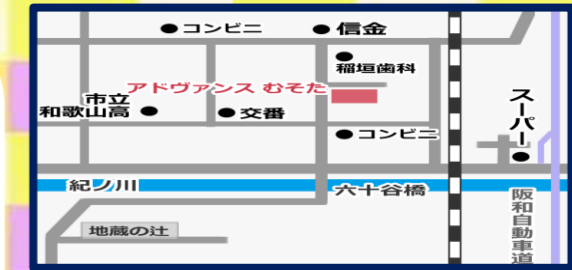 コンビニ
信金
稲垣歯科
アドヴァンス むそた
市立
和歌山高
交番
コンビニ
スーパー
紀ノ川
六十谷橋
阪和自動車道
地蔵の辻